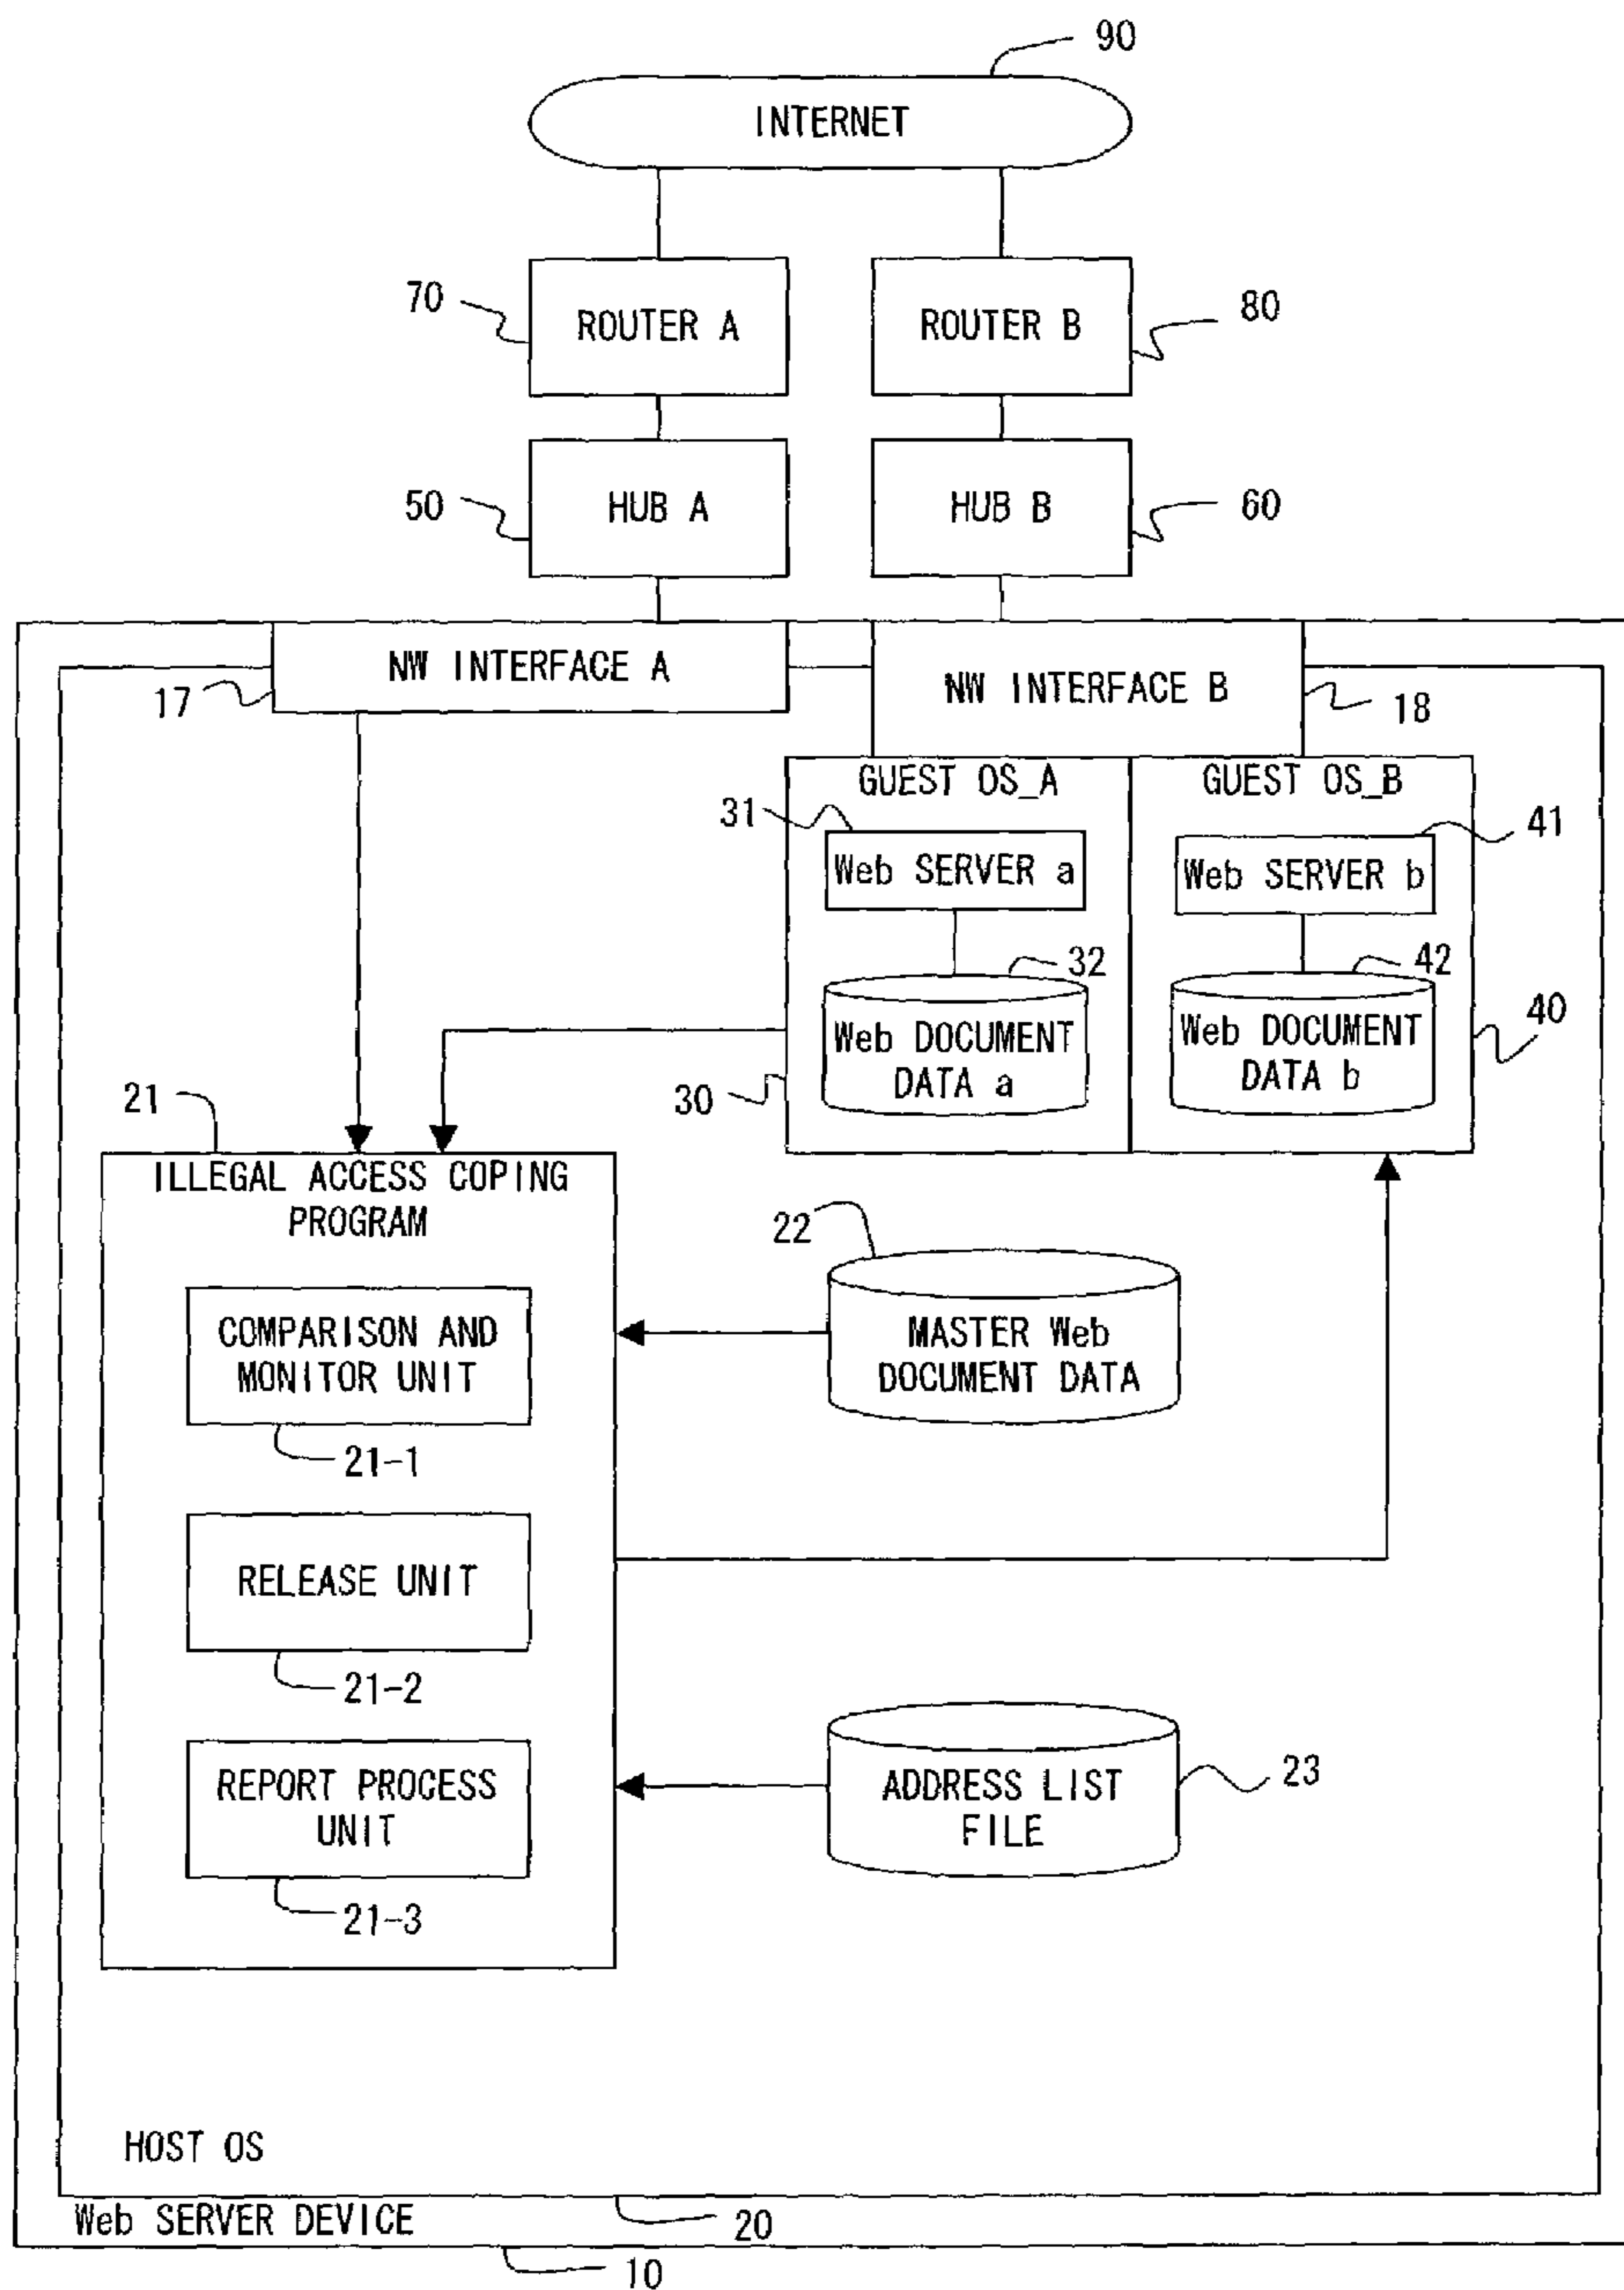 90
INTERNET
70
ROUTER A
ROUTER B
80
50
HUB A
HUB B
60
NW INTERFACE A
17
NW INTERFACE B
18
GUEST OS_A
GUEST OS_B
31
Web SERVER a
41
Web SERVER b
32
Web DOCUMENT
DATA a
42
Web DOCUMENT
DATA b
30
40
21
ILLEGAL ACCESS COPING
PROGRAM
22
COMPARISON AND
MONITOR UNIT
21-1
MASTER Web
DOCUMENT DATA
RELEASE UNIT
21-2
REPORT PROCESS
UNIT
21-3
ADDRESS LIST
FILE
23
HOST OS
20
Web SERVER DEVICE
10